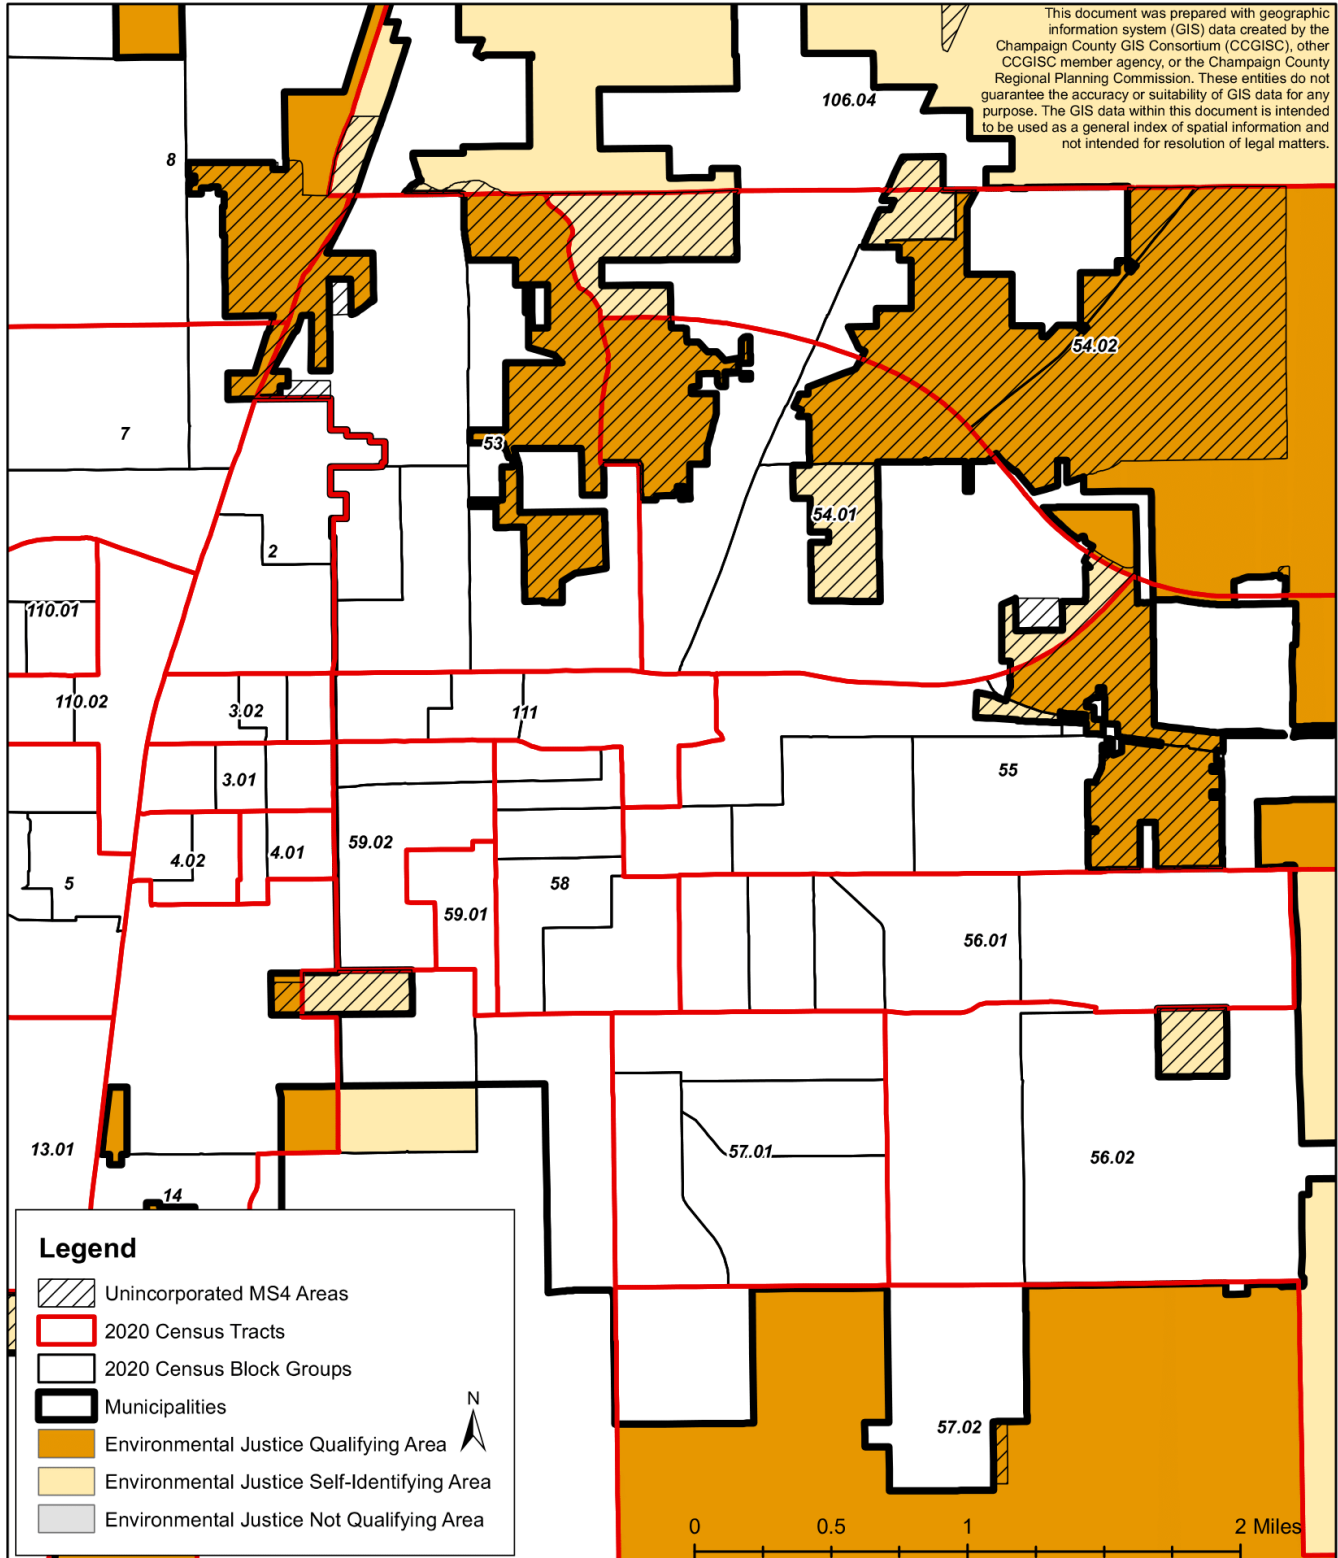 This document was prepared with geographic
information system (GIS) data created by the
Champaign County GIS Consortium (CCGISC), other
CCGISC member agency, or the Champaign County
Regional Planning Commission. These entities do not
guarantee the accuracy or suitability of GIS data for any
purpose. The GIS data within this document is intended
to be used as a general index of spatial information and
not intended for resolution of legal matters.
106.04
8
54.02
7
53
54.01
2
110.01
110.02
3.02
111
3.01
55
59.02
4.02
4.01
5
58
59.01
56.01
13.01
57.01
56.02
14
57.02
Legend
Unincorporated MS4 Areas
2020 Census Tracts
2020 Census Block Groups
Municipalities
Environmental Justice Qualifying Area
Environmental Justice Self-Identifying Area
Environmental Justice Not Qualifying Area
N
0 0.5 1 2 Miles